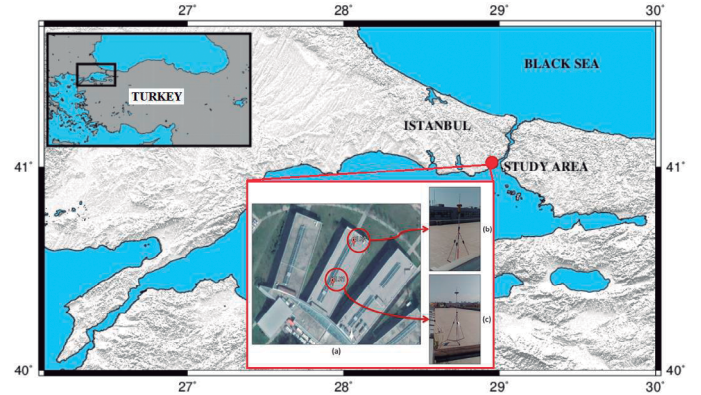 27° 28° 29° 30°
BLACK SEA
TURKEY
ISTANBUL
41° 41°
STUDY AREA
(b)
(c)
(a)
40° 40°
27° 28° 29° 30°